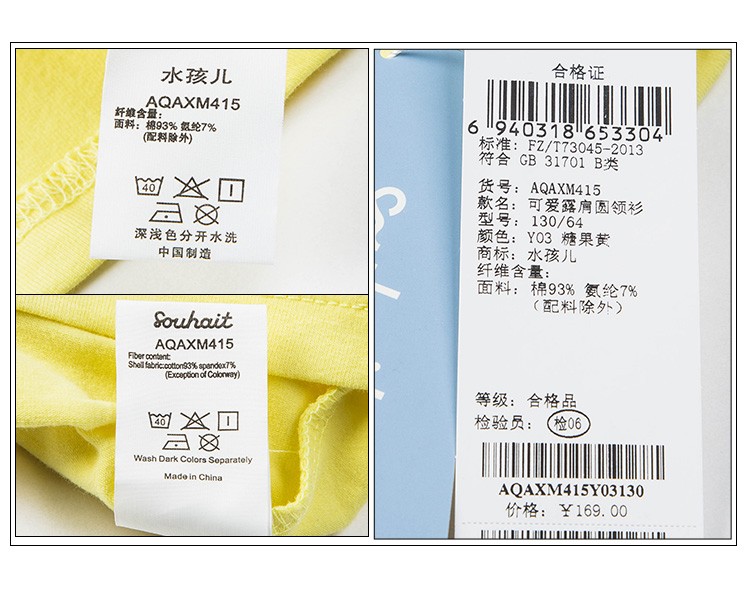 水孩儿
AQAXM415
纤维含量:
面料: 棉93% 氨纶7%
(配料除外)
40
深浅色分开水洗
中国制造
Souhait
AQAXM415
Fiber content:
Shell fabric:cotton93% spandex7%
(Exception of Colorway)
40
Wash Dark Colors Separately
Made in China
合格证
6 940318 653304
标准: FZ/T73045-2013
符合 GB 31701 B类
货号: AQAXM415
款名: 可爱露肩圆领衫
型号: 130/64
颜色: Y03 糖果黄
商标: 水孩儿
纤维含量:
面料: 棉93% 氨纶7%
(配料除外)
等级: 合格品
检验员: 检06
AQAXM415Y03130
价格: ￥169.00